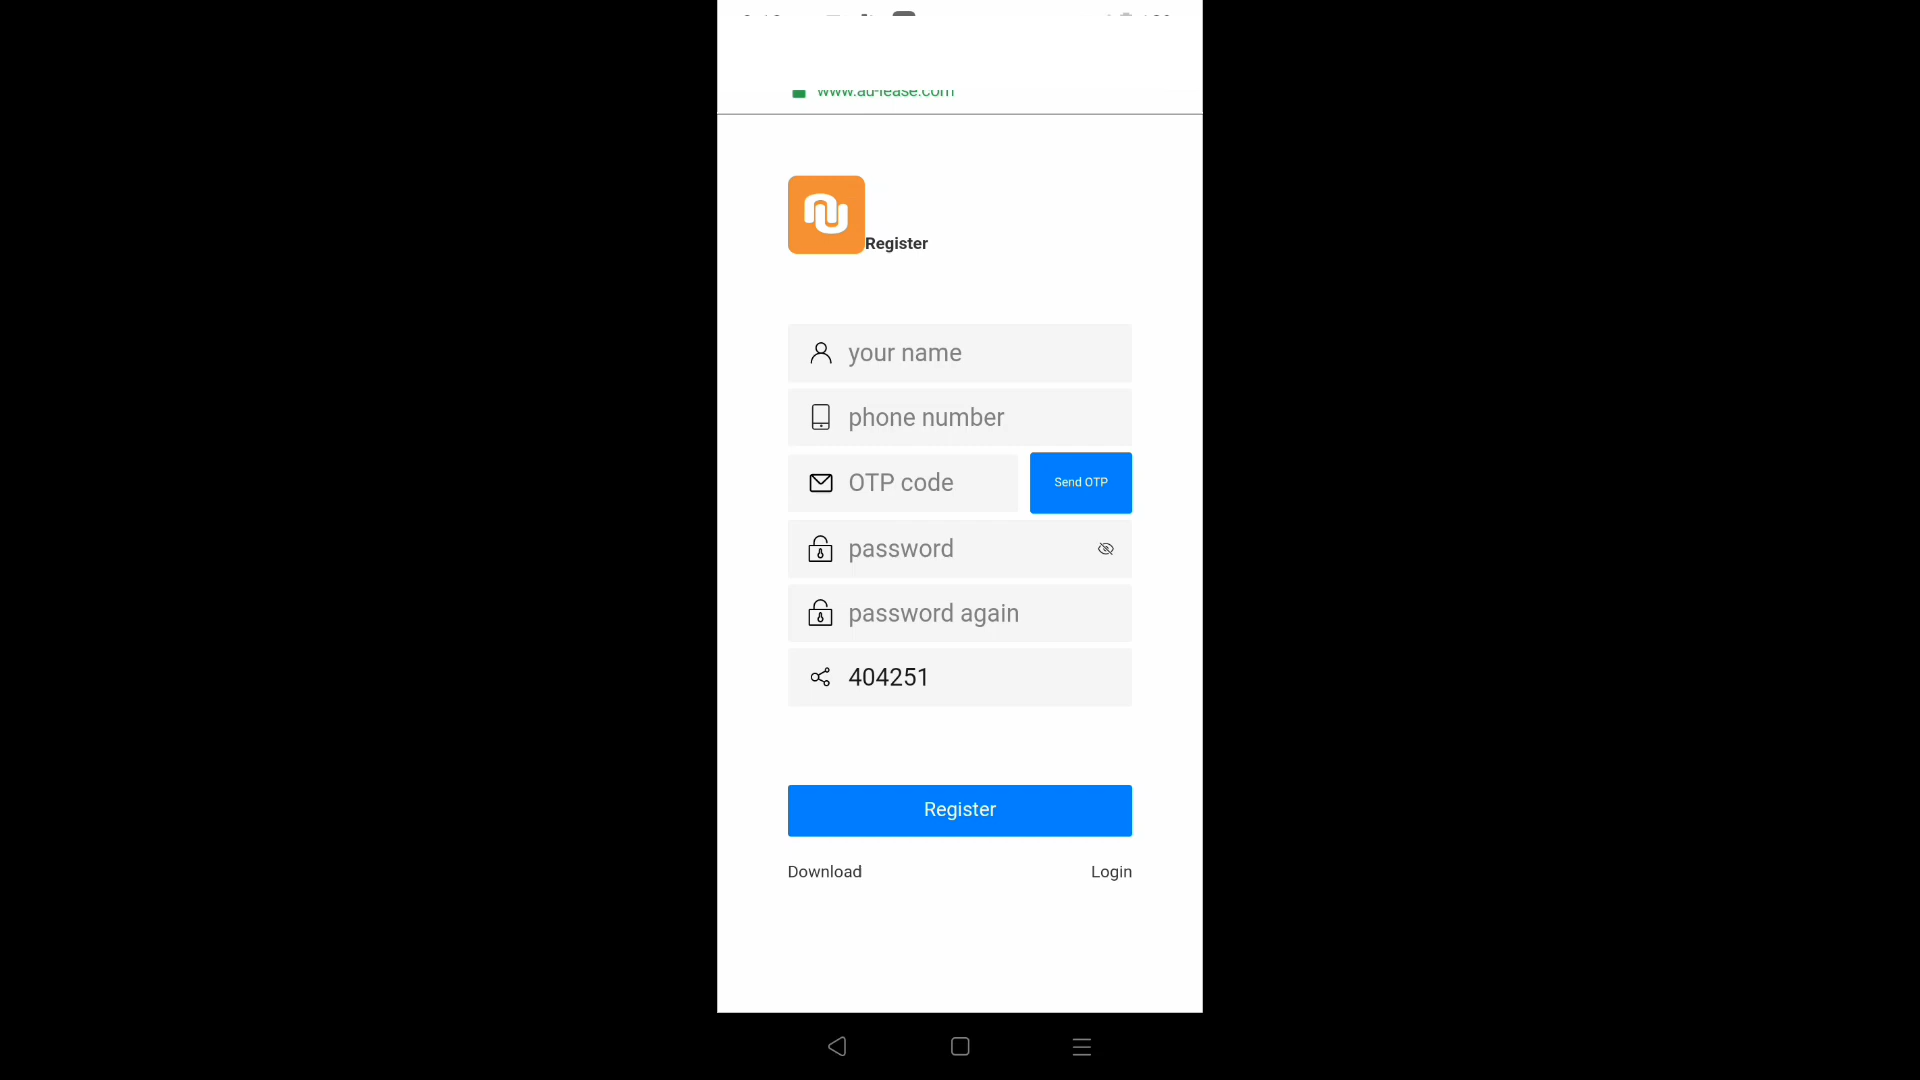 www.au-lease.com
Register
your name
phone number
OTP code
Send OTP
password
password again
404251
Register
Download
Login